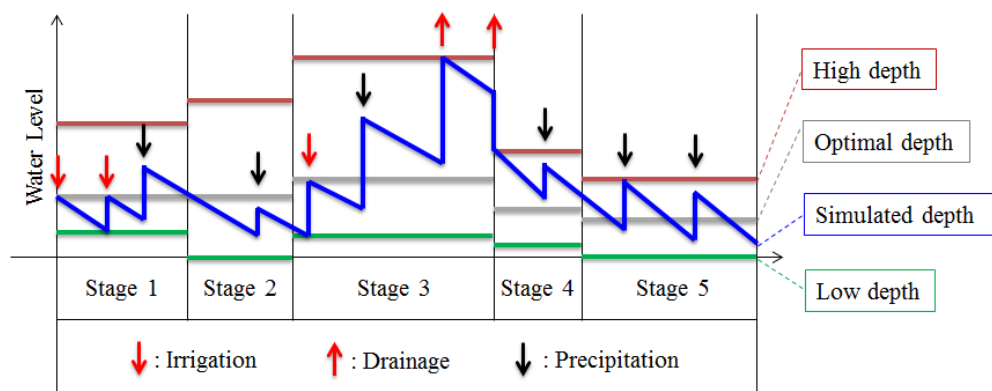 Water Level
High depth
Optimal depth
Simulated depth
Low depth
Stage 1
Stage 2
Stage 3
Stage 4
Stage 5
: Irrigation
: Drainage
: Precipitation